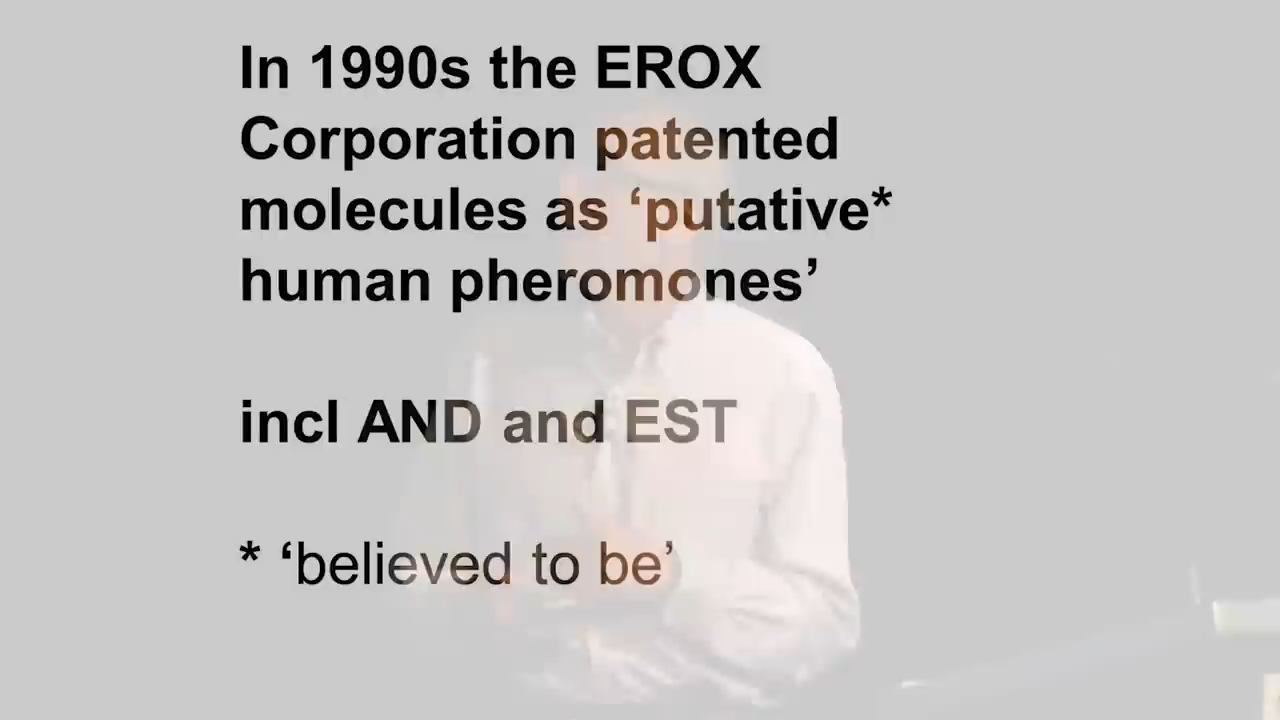 In 1990s the EROX
Corporation patented
molecules as ‘putative*
human pheromones’
incl AND and EST
* ‘believed to be’